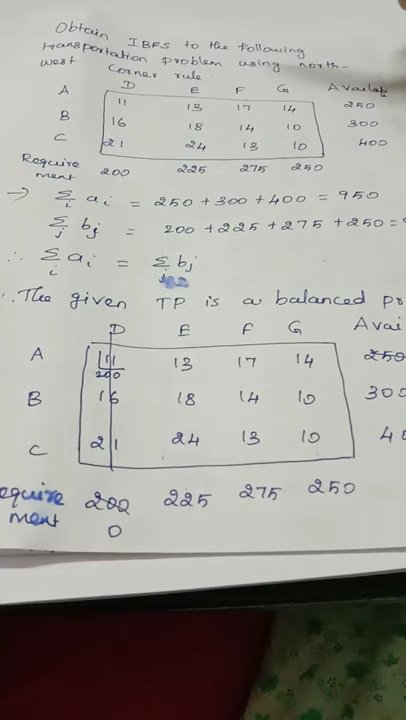 Obtain IBFS to the following
transportation problem using north-
west corner rule.
D E F G
A 11 13 17 14 250
B 16 18 14 10 300
C 21 24 13 10 400
Require
ment 200 225 275 250
→ Σ ai = 250 + 300 + 400 = 950
i
Σ bj = 200 + 225 + 275 + 250 =
j
∴ Σ ai = Σ bj
i j
∴ The given TP is a balanced
D E F G
A 11 13 17 14 250
200
B 16 18 14 10 300
C 21 24 13 10
ment 200 225 275 250
0